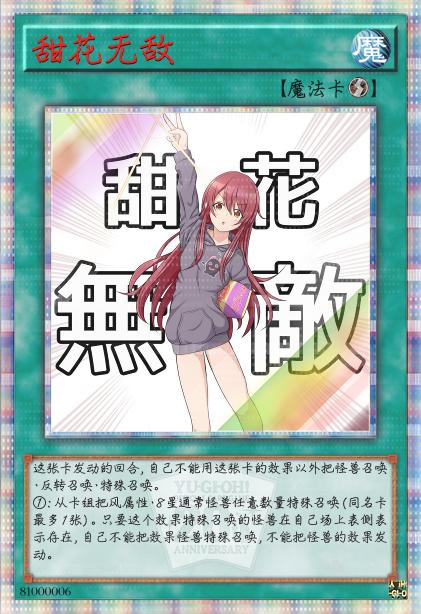 甜花无敌
魔
【魔法卡】
甜 花
無 敵
这张卡发动的回合，自己不能用这张卡的效果以外把怪兽召唤
·反转召唤·特殊召唤。
①：从卡组把风属性·8星通常怪兽任意数量特殊召唤(同名卡
最多1张)。只要这个效果特殊召唤的怪兽在自己场上表侧表
示存在，自己不能把效果怪兽特殊召唤，不能把怪兽的效果发
动。
YU-GI-OH!
ANNIVERSARY
81000006